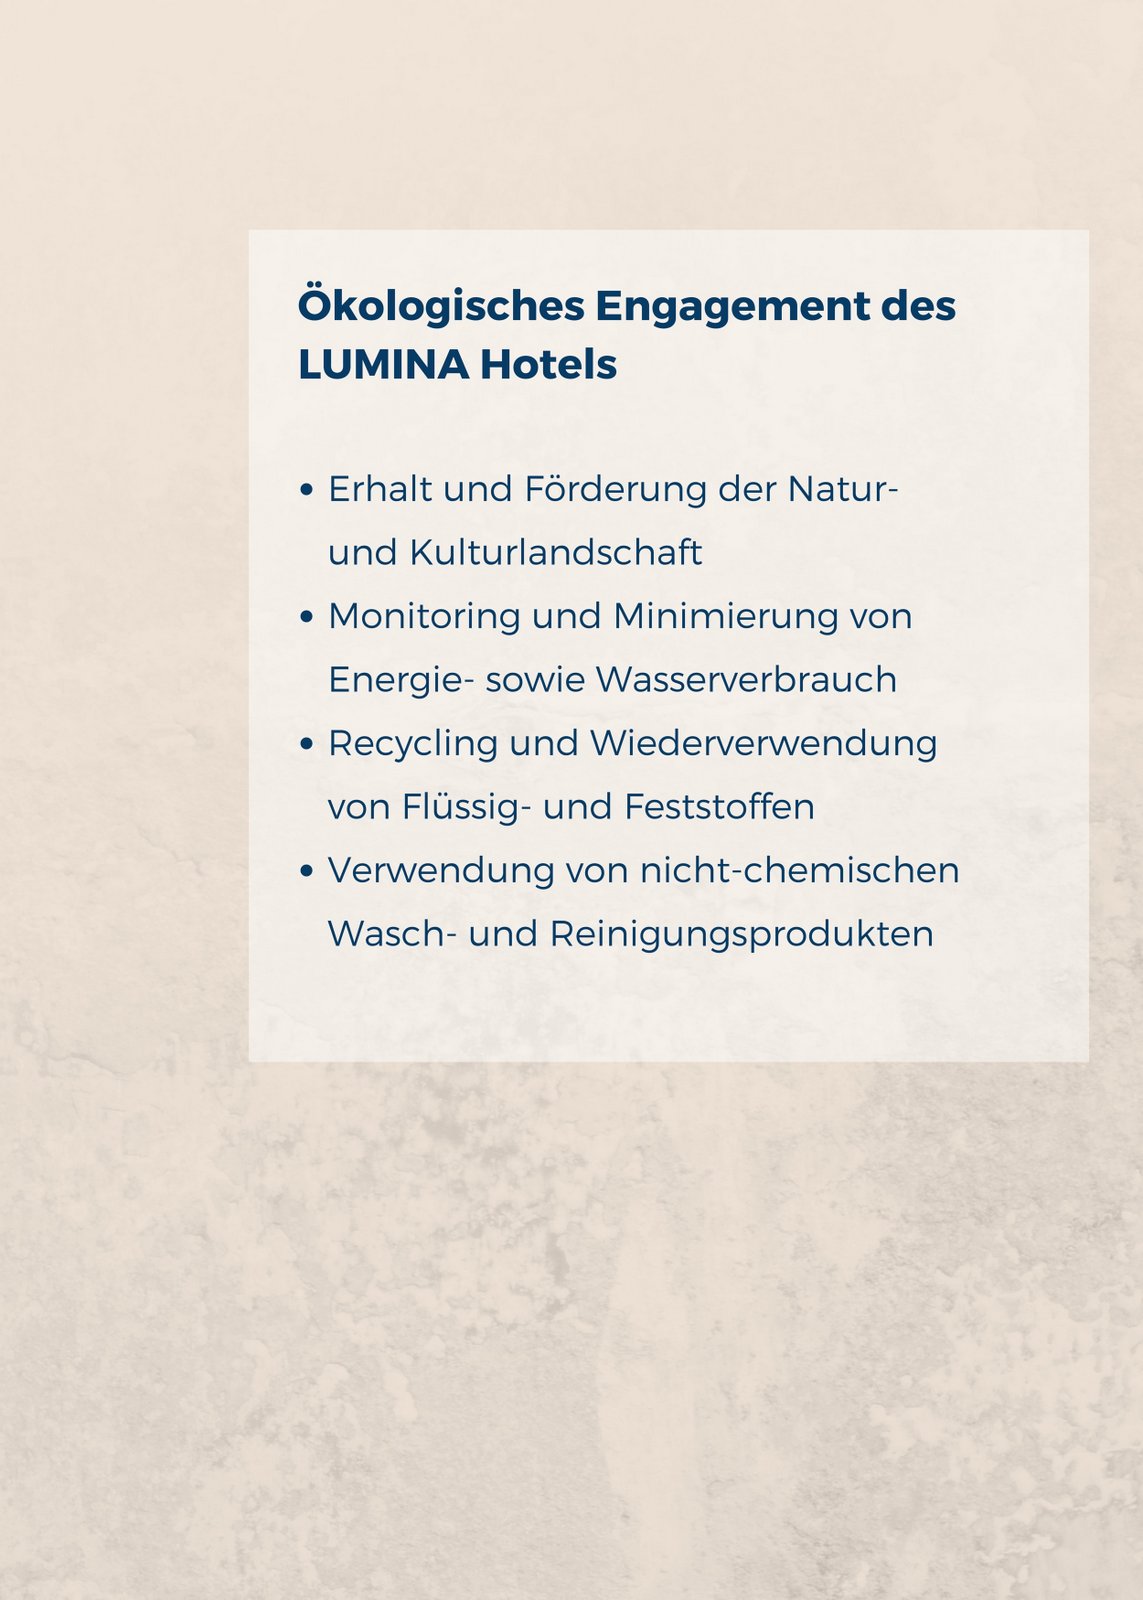 Ökologisches Engagement des
LUMINA Hotels
• Erhalt und Förderung der Natur-
und Kulturlandschaft
• Monitoring und Minimierung von
Energie- sowie Wasserverbrauch
• Recycling und Wiederverwendung
von Flüssig- und Feststoffen
• Verwendung von nicht-chemischen
Wasch- und Reinigungsprodukten